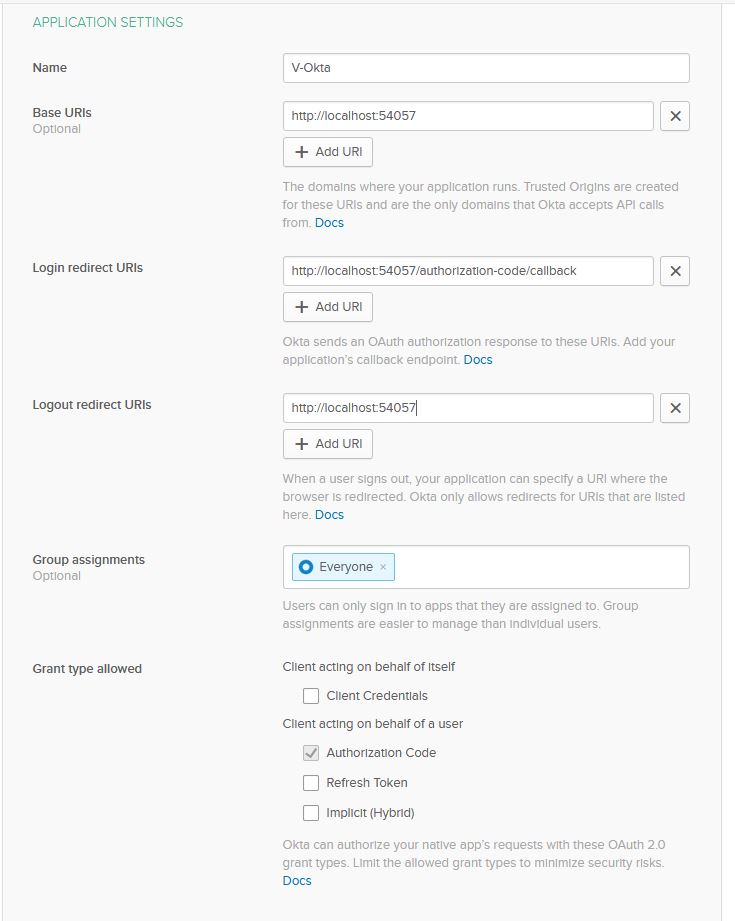 APPLICATION SETTINGS
Name
V-Okta
Base URIs
Optional
http://localhost:54057
Add URI
The domains where your application runs. Trusted Origins are created
for these URIs and are the only domains that Okta accepts API calls
from. Docs
Login redirect URIs
http://localhost:54057/authorization-code/callback
Add URI
Okta sends an OAuth authorization response to these URIs. Add your
application's callback endpoint. Docs
Logout redirect URIs
http://localhost:54057
Add URI
When a user signs out, your application can specify a URI where the
browser is redirected. Okta only allows redirects for URIs that are listed
here. Docs
Group assignments
Optional
Everyone ×
Users can only sign in to apps that they are assigned to. Group
assignments are easier to manage than individual users.
Grant type allowed
Client acting on behalf of itself
Client Credentials
Client acting on behalf of a user
Authorization Code
Refresh Token
Implicit (Hybrid)
Okta can authorize your native app's requests with these OAuth 2.0
grant types. Limit the allowed grant types to minimize security risks.
Docs